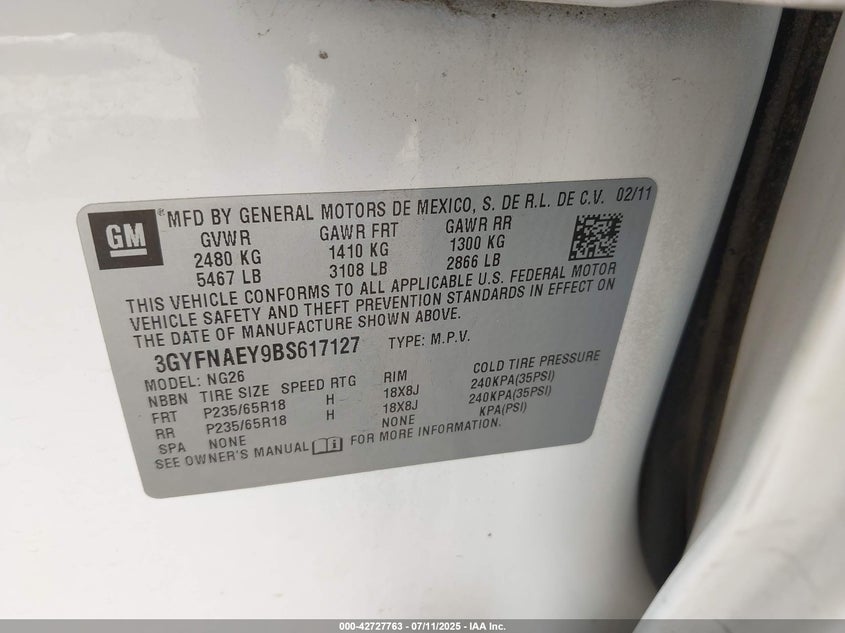 GM
® MFD BY GENERAL MOTORS DE MEXICO, S. DE R.L. DE C.V. 02/11
GVWR GAWR FRT GAWR RR
2480 KG 1410 KG 1300 KG
5467 LB 3108 LB 2866 LB
THIS VEHICLE CONFORMS TO ALL APPLICABLE U.S. FEDERAL MOTOR
VEHICLE SAFETY AND THEFT PREVENTION STANDARDS IN EFFECT ON
THE DATE OF MANUFACTURE SHOWN ABOVE.
3GYFNAEY9BS617127 TYPE: M.P.V.
MODEL: NG26
NBBN TIRE SIZE SPEED RTG RIM COLD TIRE PRESSURE
FRT P235/65R18 H 18X8J 240KPA(35PSI)
RR P235/65R18 H 18X8J 240KPA(35PSI)
SPA NONE NONE KPA(PSI)
SEE OWNER'S MANUAL i FOR MORE INFORMATION.
000-42727763 - 07/11/2025 - IAA Inc.